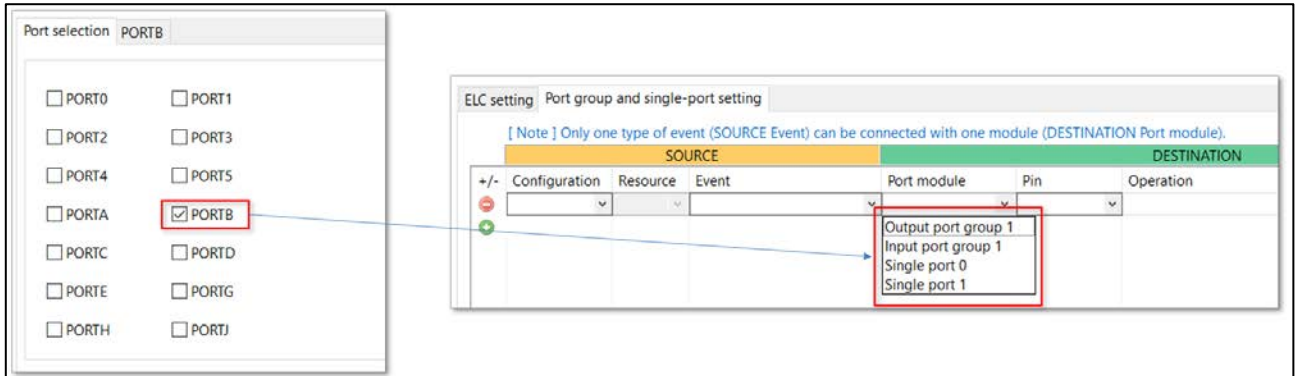 Port selection PORTB
PORT0 PORT1
PORT2 PORT3
PORT4 PORT5
PORTA PORTB
PORTC PORTD
PORTE PORTG
PORTH PORTJ
ELC setting Port group and single-port setting
[ Note ] Only one type of event (SOURCE Event) can be connected with one module (DESTINATION Port module).
SOURCE DESTINATION
+/- Configuration Resource Event Port module Pin Operation
Output port group 1
Input port group 1
Single port 0
Single port 1